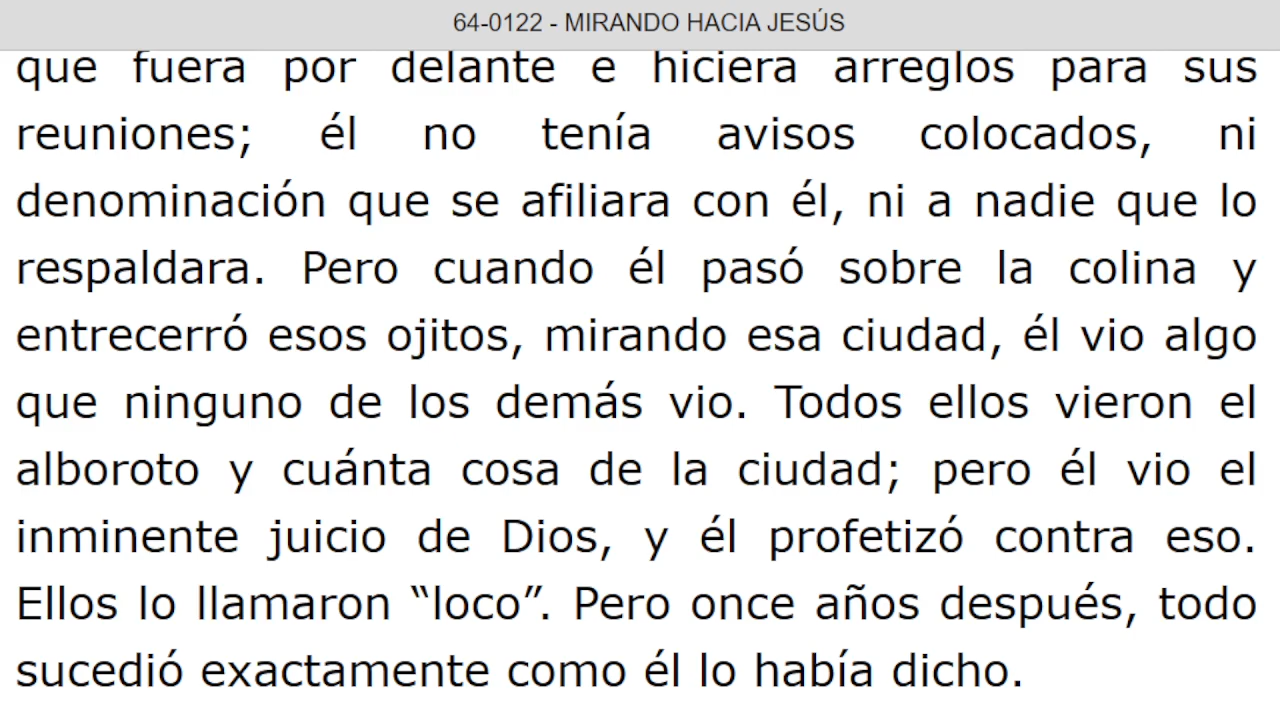 64-0122 - MIRANDO HACIA JESÚS
que fuera por delante e hiciera arreglos para sus
reuniones; él no tenía avisos colocados, ni
denominación que se afiliara con él, ni a nadie que lo
respaldara. Pero cuando él pasó sobre la colina y
entrecerró esos ojitos, mirando esa ciudad, él vio algo
que ninguno de los demás vio. Todos ellos vieron el
alboroto y cuánta cosa de la ciudad; pero él vio el
inminente juicio de Dios, y él profetizó contra eso.
Ellos lo llamaron “loco”. Pero once años después, todo
sucedió exactamente como él lo había dicho.